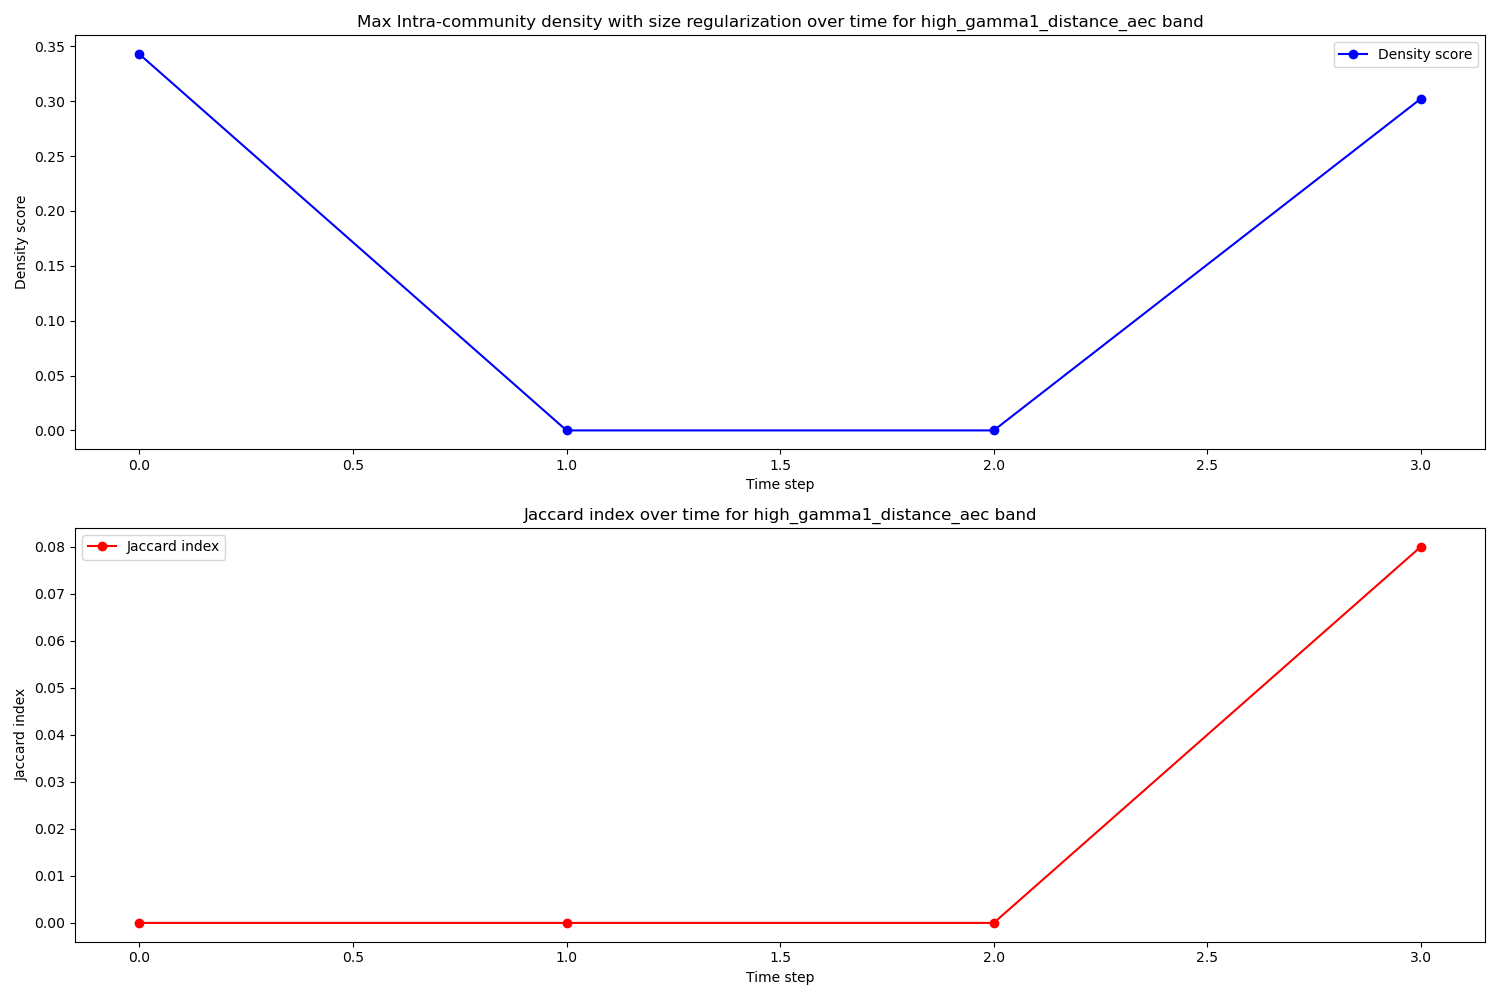 Max Intra-community density with size regularization over time for high_gamma1_distance_aec band
Density score
0.35
0.30
0.25
0.20
0.15
0.10
0.05
0.00
Density score
0.0 0.5 1.0 1.5 2.0 2.5 3.0
Time step
Jaccard index over time for high_gamma1_distance_aec band
Jaccard index
0.08
0.07
0.06
0.05
0.04
0.03
0.02
0.01
0.00
Jaccard index
0.0 0.5 1.0 1.5 2.0 2.5 3.0
Time step